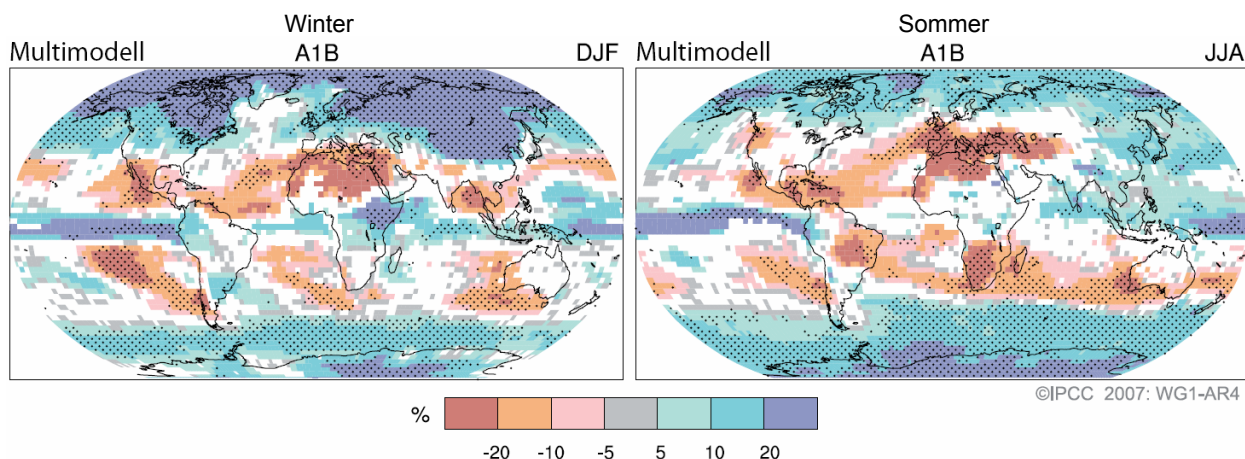 Winter
Multimodell A1B DJF
Sommer
Multimodell A1B JJA
©IPCC 2007: WG1-AR4
%
-20 -10 -5 5 10 20